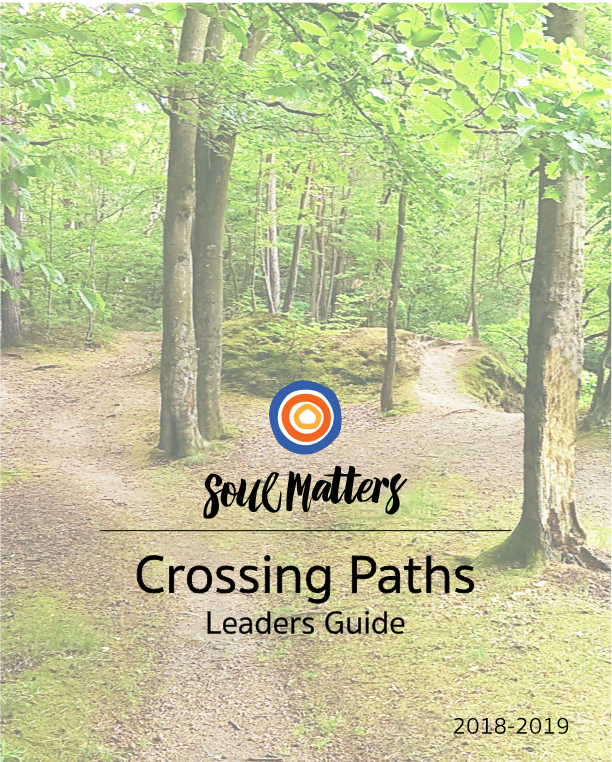 Soul Matters
Crossing Paths
Leaders Guide
2018-2019